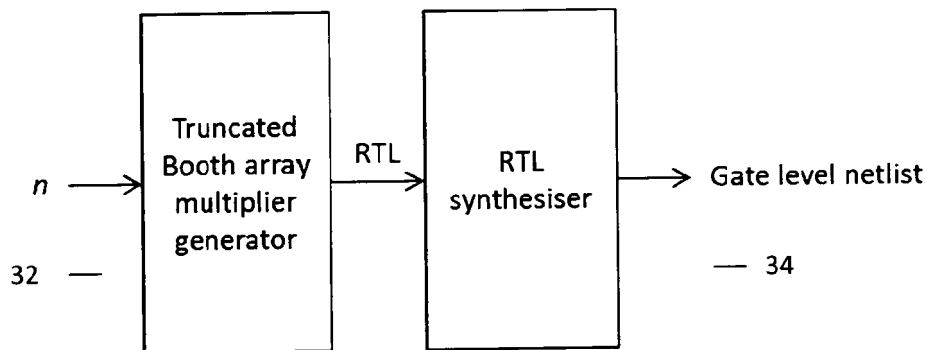 n
Truncated
Booth array
multiplier
generator
RTL
RTL
synthesiser
Gate level netlist
32
34